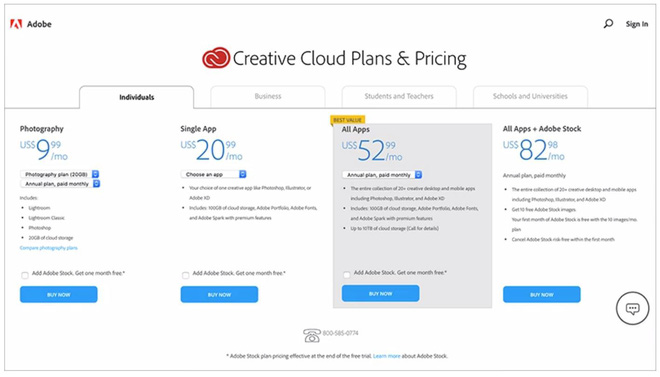 Adobe
Sign In
Creative Cloud Plans & Pricing
Individuals
Business
Students and Teachers
Schools and Universities
Photography
US$9.99/mo
Photography plan (20GB)
Annual plan, paid monthly
Includes:
• Lightroom
• Lightroom Classic
• Photoshop
• 20GB of cloud storage
Compare photography plans
Add Adobe Stock. Get one month free.*
BUY NOW
Single App
US$20.99/mo
Choose an app
• Your choice of one creative app like Photoshop, Illustrator, or
Adobe XD
• Includes: 100GB of cloud storage, Adobe Portfolio, Adobe Fonts,
and Adobe Spark with premium features
Add Adobe Stock. Get one month free.*
BUY NOW
BEST VALUE
All Apps
US$52.99/mo
Annual plan, paid monthly
• The entire collection of 20+ creative desktop and mobile apps
including Photoshop, Illustrator, and Adobe XD
• Includes: 100GB of cloud storage, Adobe Portfolio, Adobe Fonts,
and Adobe Spark with premium features
• Up to 10TB of cloud storage (Call for details)
Add Adobe Stock. Get one month free.*
BUY NOW
All Apps + Adobe Stock
US$82.98/mo
Annual plan, paid monthly
• The entire collection of 20+ creative desktop and mobile apps
including Photoshop, Illustrator, and Adobe XD
• Get 10 free Adobe Stock images.
Your first month of Adobe Stock is free with the 10 images/mo
plan
• Cancel Adobe Stock risk-free within the first month
BUY NOW
800-585-0774
* Adobe Stock plan pricing effective at the end of the free trial. Learn more about Adobe Stock.